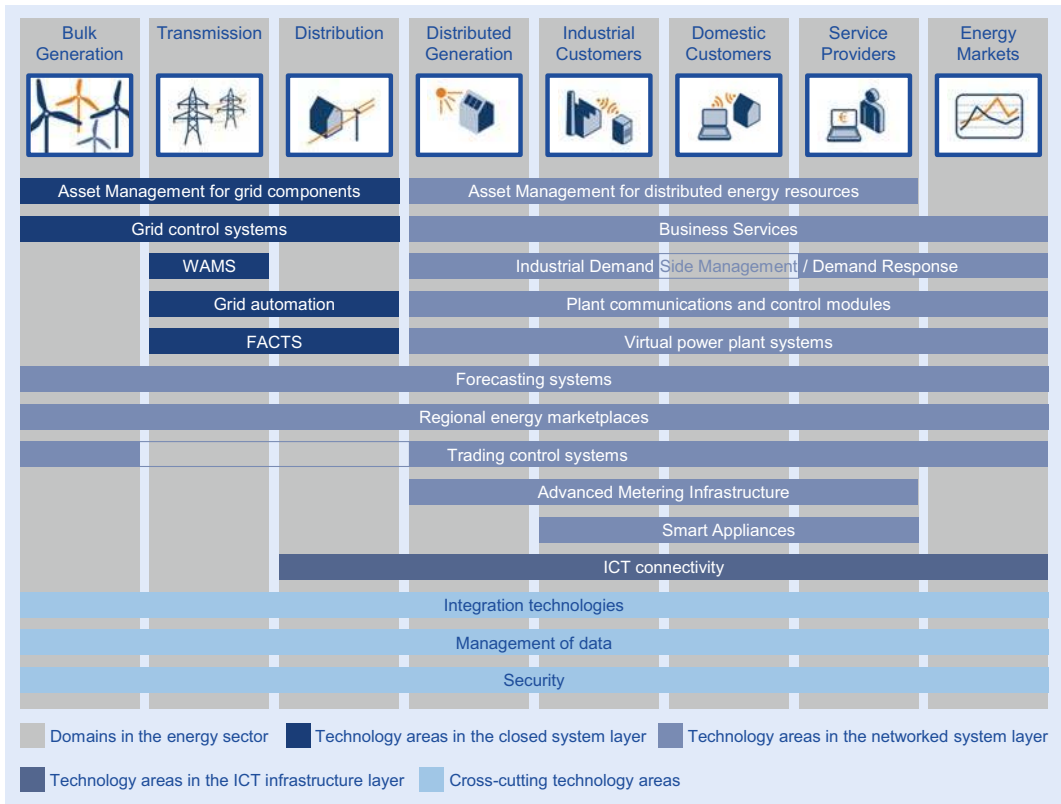 Bulk
Generation
Transmission
Distribution
Distributed
Generation
Industrial
Customers
Domestic
Customers
Service
Providers
Energy
Markets
€
Asset Management for grid components
Asset Management for distributed energy resources
Grid control systems
Business Services
WAMS
Industrial Demand Side Management / Demand Response
Grid automation
Plant communications and control modules
FACTS
Virtual power plant systems
Forecasting systems
Regional energy marketplaces
Trading control systems
Advanced Metering Infrastructure
Smart Appliances
ICT connectivity
Integration technologies
Management of data
Security
Domains in the energy sector
Technology areas in the closed system layer
Technology areas in the networked system layer
Technology areas in the ICT infrastructure layer
Cross-cutting technology areas